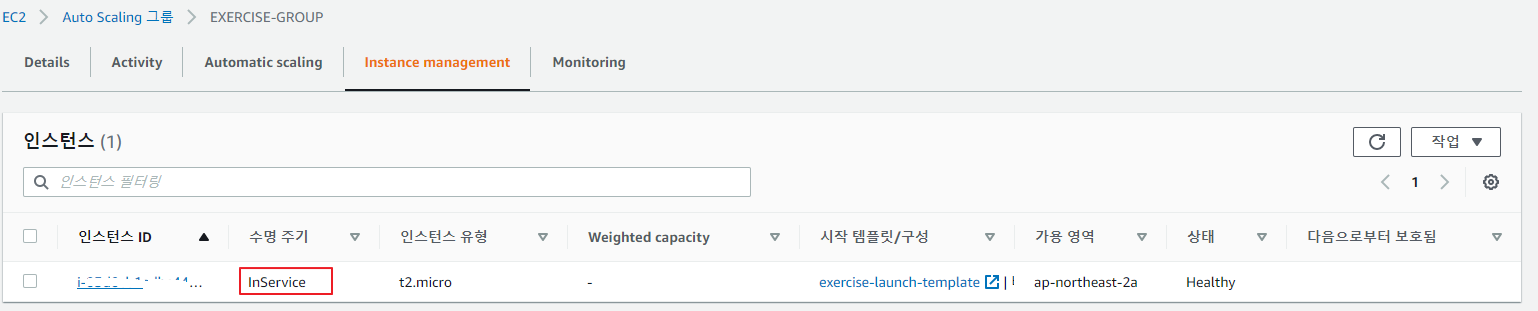 EC2 > Auto Scaling 그룹 > EXERCISE-GROUP
Details Activity Automatic scaling Instance management Monitoring
인스턴스 (1)
작업
인스턴스 필터링
1
인스턴스 ID 수명 주기 인스턴스 유형 Weighted capacity 시작 템플릿/구성 가용 영역 상태 다음으로부터 보호됨
InService t2.micro - exercise-launch-template | ap-northeast-2a Healthy